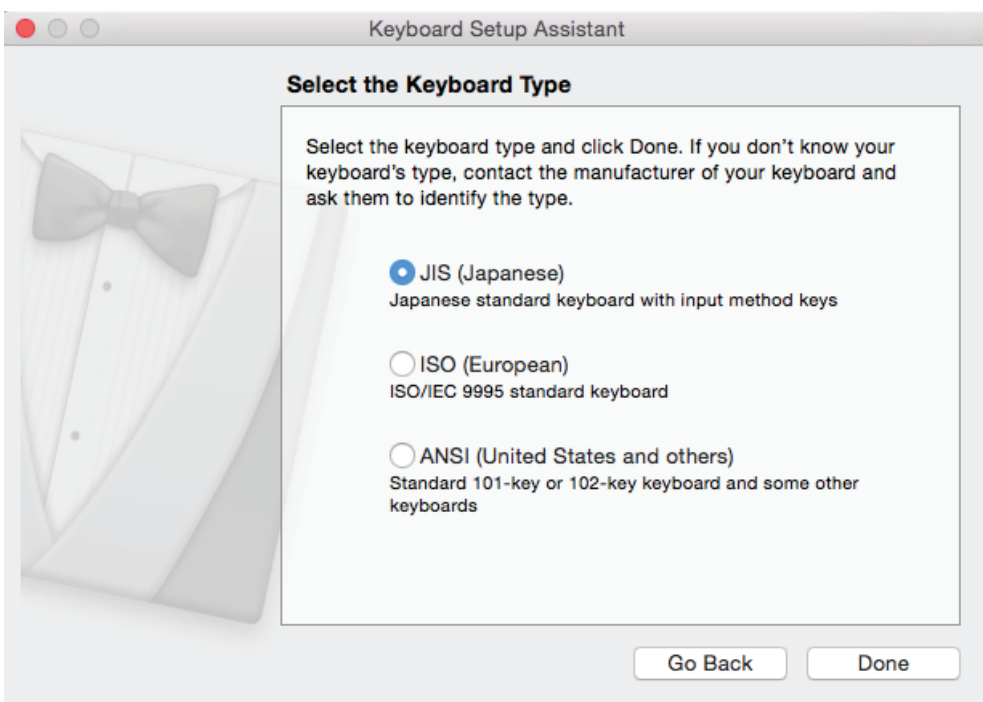 Keyboard Setup Assistant
Select the Keyboard Type
Select the keyboard type and click Done. If you don’t know your
keyboard’s type, contact the manufacturer of your keyboard and
ask them to identify the type.
JIS (Japanese)
Japanese standard keyboard with input method keys
ISO (European)
ISO/IEC 9995 standard keyboard
ANSI (United States and others)
Standard 101-key or 102-key keyboard and some other
keyboards
Go Back
Done